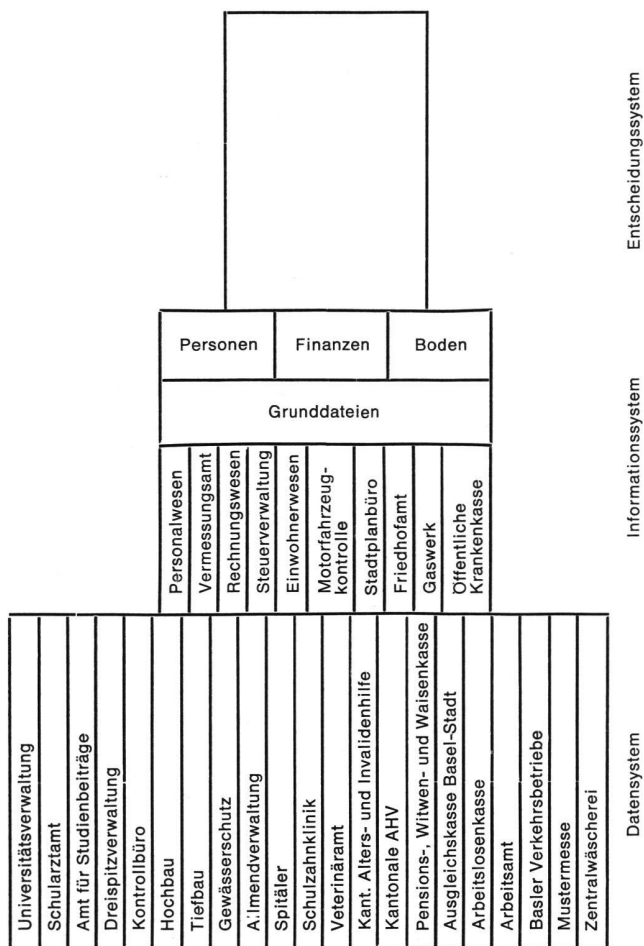 Entscheidungssystem
Personen
Finanzen
Boden
Grunddateien
Informationssystem
Personalwesen
Vermessungsamt
Rechnungswesen
Steuerverwaltung
Einwohnerwesen
Motorfahrzeug-
kontrolle
Stadtplanbüro
Friedhofamt
Gaswerk
Öffentliche
Krankenkasse
Datensystem
Universitätsverwaltung
Schularztamt
Amt für Studienbeiträge
Dreispitzverwaltung
Kontrollbüro
Hochbau
Tiefbau
Gewässerschutz
A.'lmendverwaltung
Spitäler
Schulzahnklinik
Veterinäramt
Kant. Alters- und Invalidenhilfe
Kantonale AHV
Pensions-, Witwen- und Waisenkasse
Ausgleichskasse Basel-Stadt
Arbeitslosenkasse
Arbeitsamt
Basler Verkehrsbetriebe
Mustermesse
Zentralwäscherei